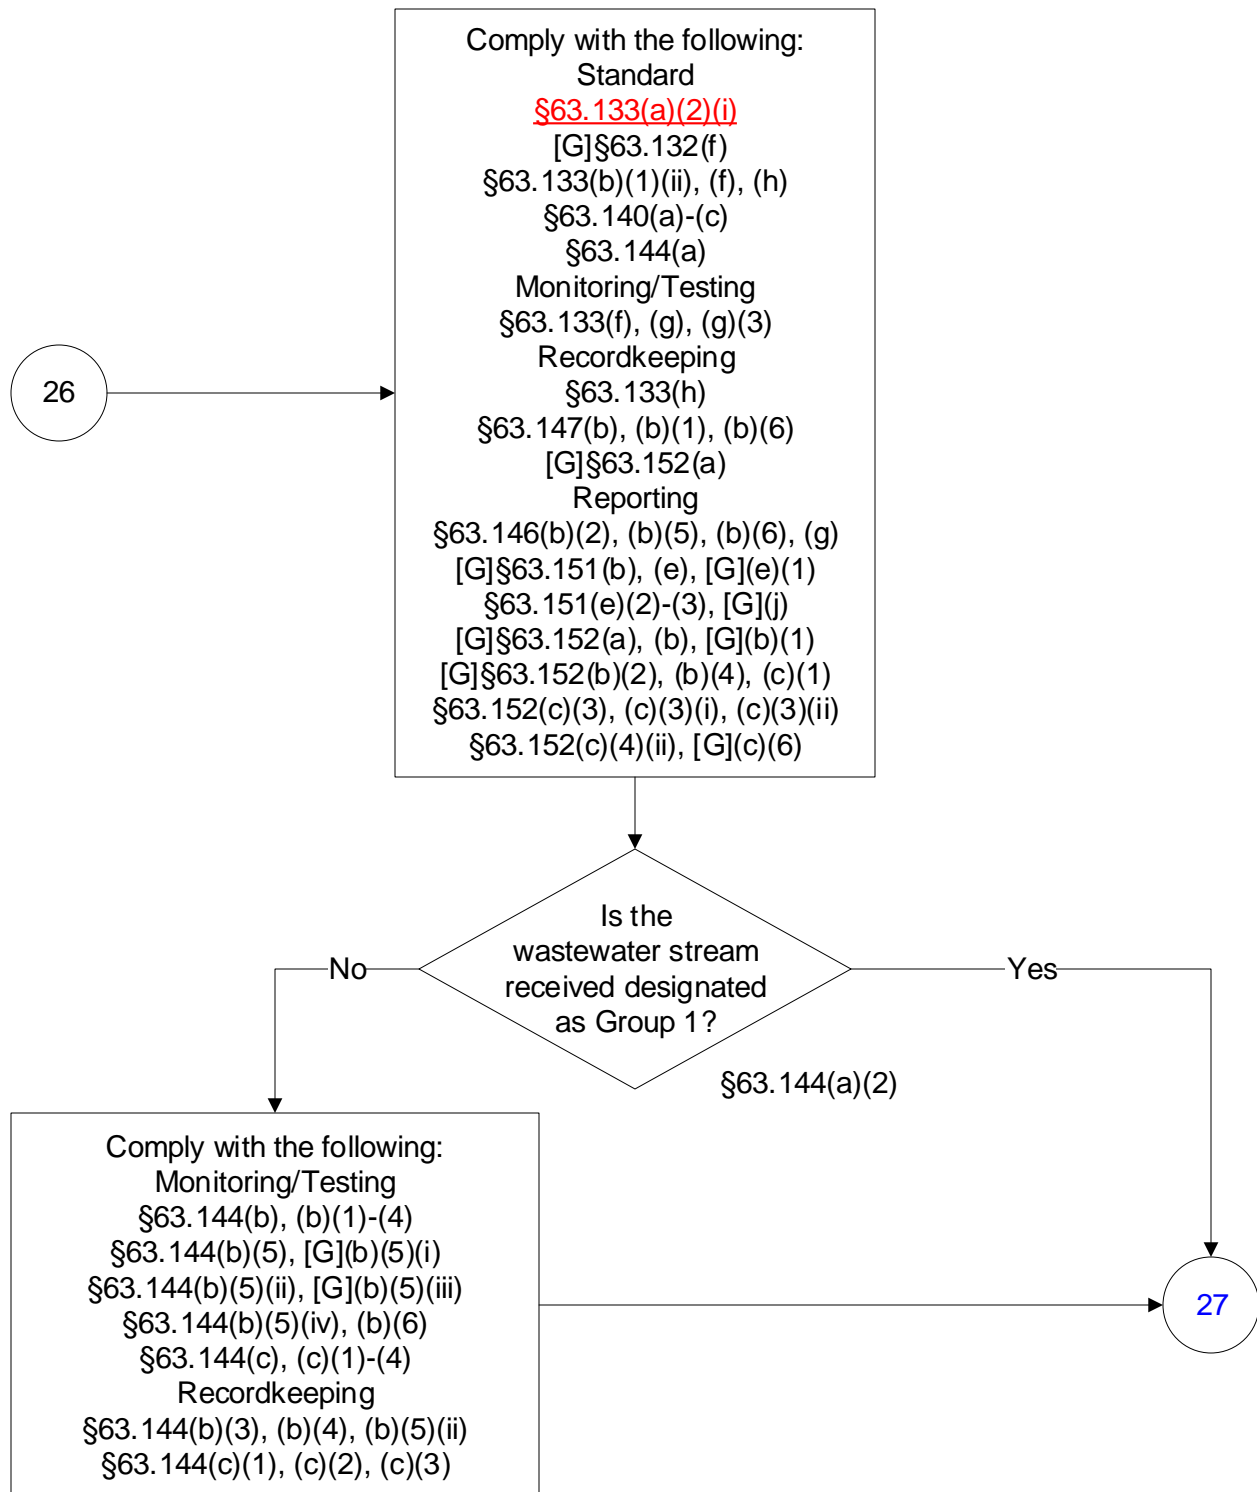 Comply with the following:
Standard
§63.133(a)(2)(i)
[G]§63.132(f)
§63.133(b)(1)(ii), (f), (h)
§63.140(a)-(c)
§63.144(a)
Monitoring/Testing
§63.133(f), (g), (g)(3)
Recordkeeping
§63.133(h)
§63.147(b), (b)(1), (b)(6)
[G]§63.152(a)
Reporting
§63.146(b)(2), (b)(5), (b)(6), (g)
[G]§63.151(b), (e), [G](e)(1)
§63.151(e)(2)-(3), [G](j)
[G]§63.152(a), (b), [G](b)(1)
[G]§63.152(b)(2), (b)(4), (c)(1)
§63.152(c)(3), (c)(3)(i), (c)(3)(ii)
§63.152(c)(4)(ii), [G](c)(6)
26
Is the
wastewater stream
received designated
as Group 1?
No
Yes
§63.144(a)(2)
Comply with the following:
Monitoring/Testing
§63.144(b), (b)(1)-(4)
§63.144(b)(5), [G](b)(5)(i)
§63.144(b)(5)(ii), [G](b)(5)(iii)
§63.144(b)(5)(iv), (b)(6)
§63.144(c), (c)(1)-(4)
Recordkeeping
§63.144(b)(3), (b)(4), (b)(5)(ii)
§63.144(c)(1), (c)(2), (c)(3)
27